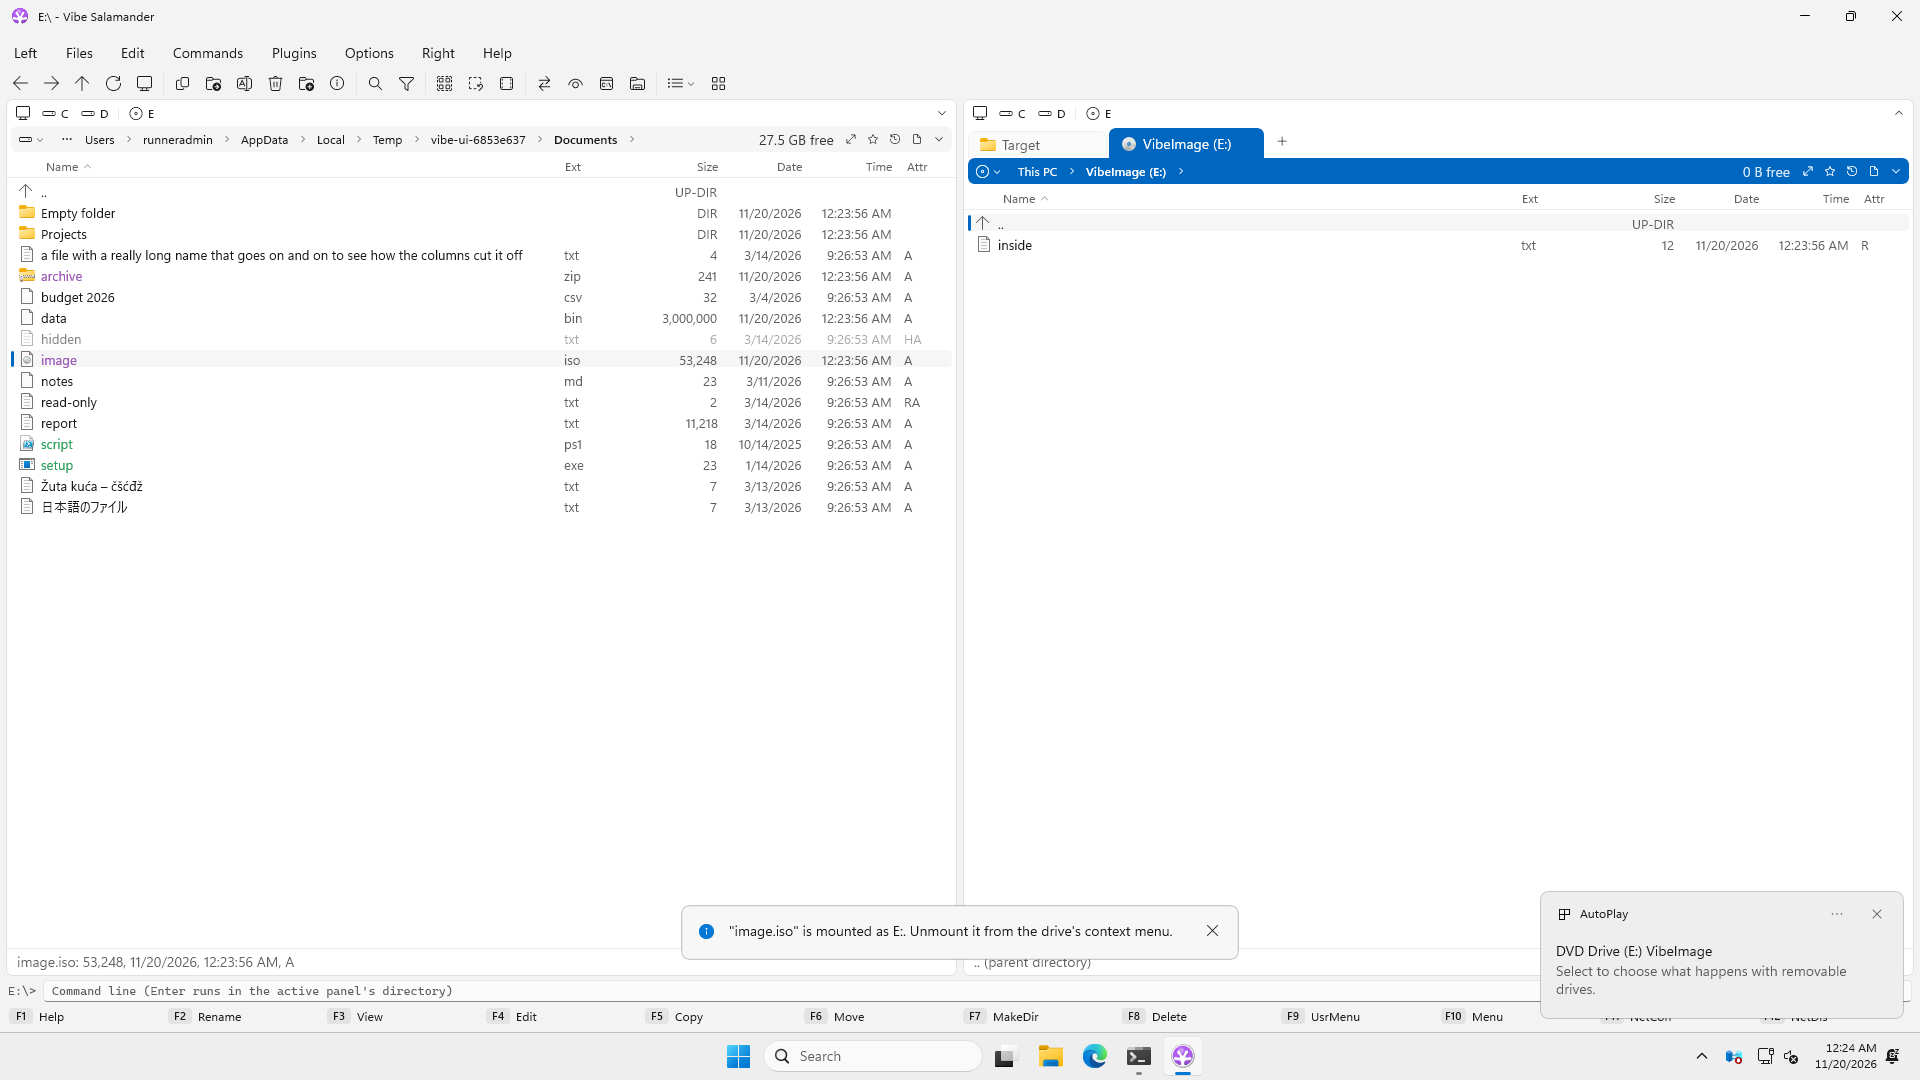 E:\ - Vibe Salamander
Left Files Edit Commands Plugins Options Right Help
C D E
Users runneradmin AppData Local Temp vibe-ui-6853e637 Documents 27.5 GB free
Name Ext Size Date Time Attr
.. UP-DIR
Empty folder DIR 11/20/2026 12:23:56 AM
Projects DIR 11/20/2026 12:23:56 AM
a file with a really long name that goes on and on to see how the columns cut it off txt 4 3/14/2026 9:26:53 AM A
archive zip 241 11/20/2026 12:23:56 AM A
budget 2026 csv 32 3/4/2026 9:26:53 AM A
data bin 3,000,000 11/20/2026 12:23:56 AM A
hidden txt 6 3/14/2026 9:26:53 AM HA
image iso 53,248 11/20/2026 12:23:56 AM A
notes md 23 3/11/2026 9:26:53 AM A
read-only txt 2 3/14/2026 9:26:53 AM RA
report txt 11,218 3/14/2026 9:26:53 AM A
script ps1 18 10/14/2025 9:26:53 AM A
setup exe 23 1/14/2026 9:26:53 AM A
Žuta kuća – čšćđž txt 7 3/13/2026 9:26:53 AM A
日本語のファイル txt 7 3/13/2026 9:26:53 AM A
image.iso: 53,248, 11/20/2026, 12:23:56 AM, A
C D E
Target VibeImage (E:)
This PC VibeImage (E:) 0 B free
Name Ext Size Date Time Attr
.. UP-DIR
inside txt 12 11/20/2026 12:23:56 AM R
.. (parent directory)
"image.iso" is mounted as E:. Unmount it from the drive's context menu.
AutoPlay
DVD Drive (E:) VibeImage
Select to choose what happens with removable
drives.
E:\> Command line (Enter runs in the active panel's directory)
F1 Help F2 Rename F3 View F4 Edit F5 Copy F6 Move F7 MakeDir F8 Delete F9 UsrMenu F10 Menu
Search
12:24 AM
11/20/2026